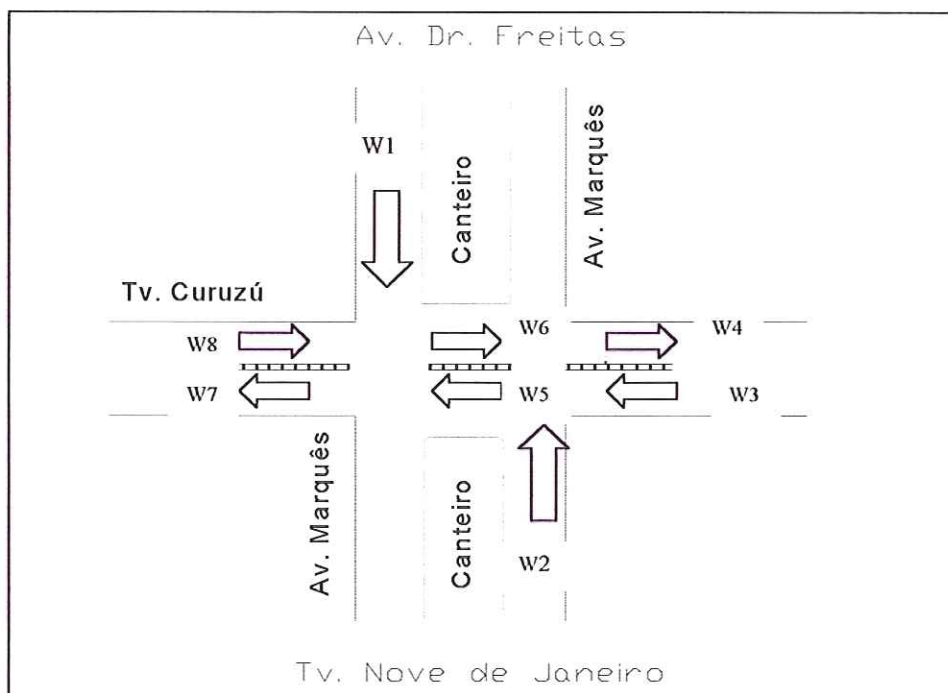 Av. Dr. Freitas
W1
Canteiro
Av. Marquês
Tv. Curuzú
W8
W6
W4
W7
W5
W3
Av. Marquês
Canteiro
W2
Tv. Nove de Janeiro